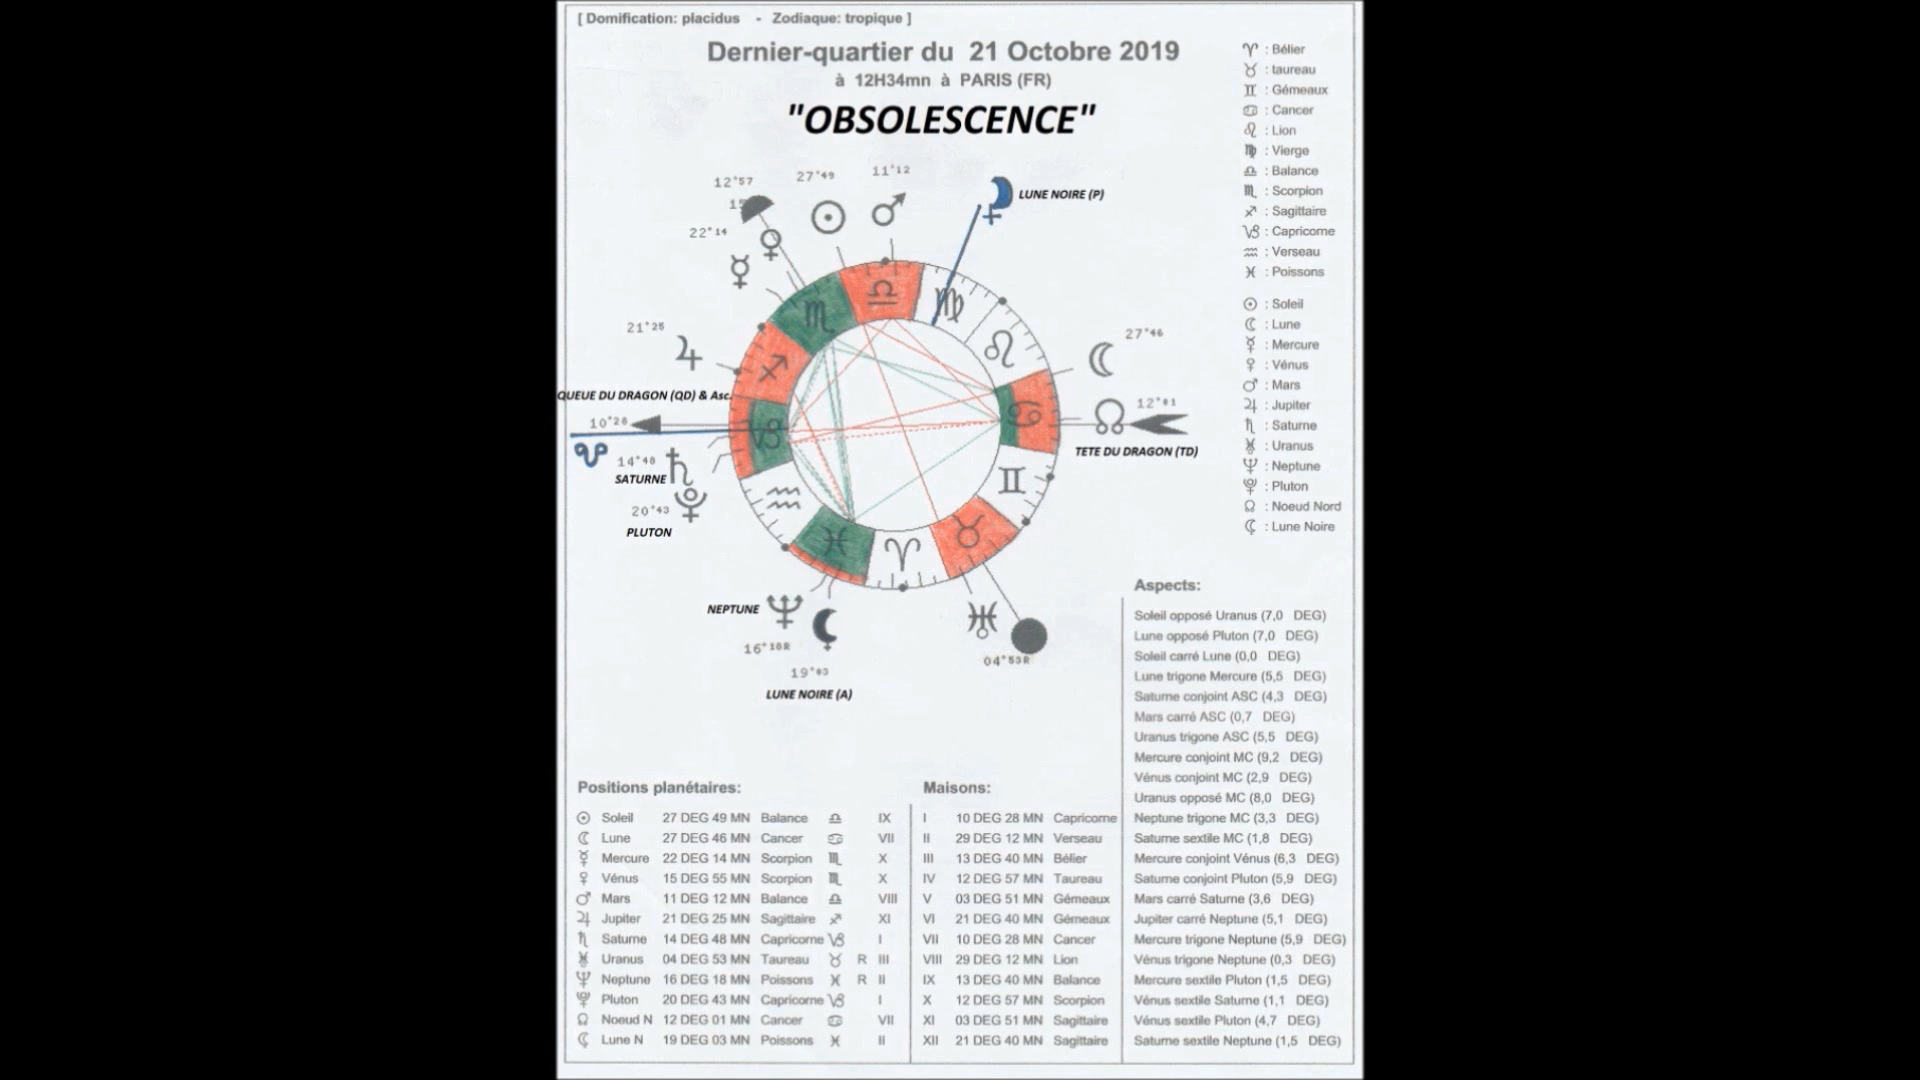 [ Domification: placidus - Zodiaque: tropique ]
Dernier-quartier du 21 Octobre 2019
à 12H34mn à PARIS (FR)
"OBSOLESCENCE"
♈ : Bélier
♉ : taureau
♊ : Gémeaux
♋ : Cancer
♌ : Lion
♍ : Vierge
♎ : Balance
♏ : Scorpion
♐ : Sagittaire
♑ : Capricorne
♒ : Verseau
♓ : Poissons
☉ : Soleil
☾ : Lune
☿ : Mercure
♀ : Vénus
♂ : Mars
♃ : Jupiter
♄ : Saturne
♅ : Uranus
♆ : Neptune
♇ : Pluton
☊ : Noeud Nord
⚸ : Lune Noire
12°57
27°49
11°12
22°14
LUNE NOIRE (P)
21°25
27°46
QUEUE DU DRAGON (QD) & Asc.
10°28
12°01
TETE DU DRAGON (TD)
14°48
SATURNE
20°43
PLUTON
NEPTUNE
16°18R
19°03
LUNE NOIRE (A)
04°53R
Aspects:
Soleil opposé Uranus (7,0 DEG)
Lune opposé Pluton (7,0 DEG)
Soleil carré Lune (0,0 DEG)
Lune trigone Mercure (5,5 DEG)
Saturne conjoint ASC (4,3 DEG)
Mars carré ASC (0,7 DEG)
Uranus trigone ASC (5,5 DEG)
Mercure conjoint MC (9,2 DEG)
Vénus conjoint MC (2,9 DEG)
Uranus opposé MC (8,0 DEG)
Neptune trigone MC (3,3 DEG)
Saturne sextile MC (1,8 DEG)
Mercure conjoint Vénus (6,3 DEG)
Saturne conjoint Pluton (5,9 DEG)
Mars carré Saturne (3,6 DEG)
Jupiter carré Neptune (5,1 DEG)
Mercure trigone Neptune (5,9 DEG)
Vénus trigone Neptune (0,3 DEG)
Mercure sextile Pluton (1,5 DEG)
Vénus sextile Saturne (1,1 DEG)
Vénus sextile Pluton (4,7 DEG)
Saturne sextile Neptune (1,5 DEG)
Positions planétaires:
☉ Soleil 27 DEG 49 MN Balance ♎ IX
☾ Lune 27 DEG 46 MN Cancer ♋ VII
☿ Mercure 22 DEG 14 MN Scorpion ♏ X
♀ Vénus 15 DEG 55 MN Scorpion ♏ X
♂ Mars 11 DEG 12 MN Balance ♎ VIII
♃ Jupiter 21 DEG 25 MN Sagittaire ♐ XI
♄ Saturne 14 DEG 48 MN Capricorne ♑ I
♅ Uranus 04 DEG 53 MN Taureau ♉ R III
♆ Neptune 16 DEG 18 MN Poissons ♓ R II
♇ Pluton 20 DEG 43 MN Capricorne ♑ I
☊ Noeud N 12 DEG 01 MN Cancer ♋ VII
⚸ Lune N 19 DEG 03 MN Poissons ♓ II
Maisons:
I 10 DEG 28 MN Capricorne
II 29 DEG 12 MN Verseau
III 13 DEG 40 MN Bélier
IV 12 DEG 57 MN Taureau
V 03 DEG 51 MN Gémeaux
VI 21 DEG 40 MN Gémeaux
VII 10 DEG 28 MN Cancer
VIII 29 DEG 12 MN Lion
IX 13 DEG 40 MN Balance
X 12 DEG 57 MN Scorpion
XI 03 DEG 51 MN Sagittaire
XII 21 DEG 40 MN Sagittaire